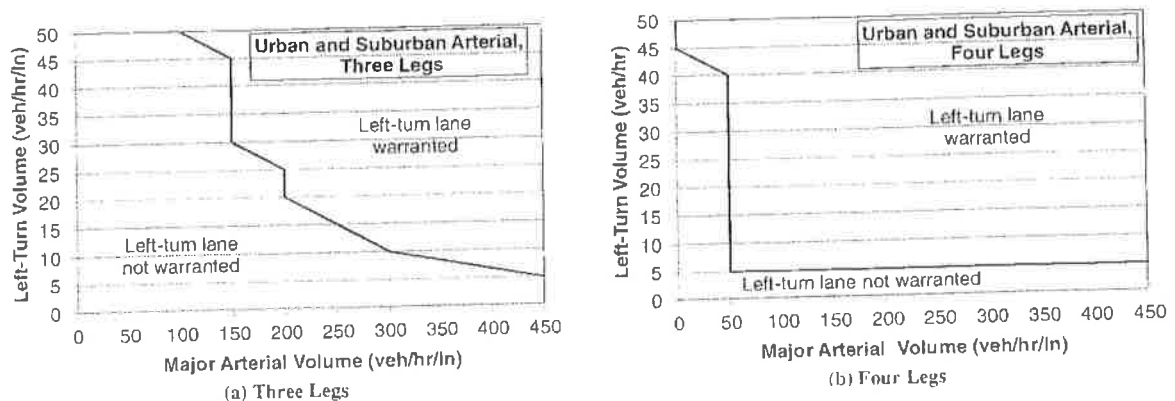 Urban and Suburban Arterial,
Three Legs
Left-Turn Volume (veh/hr/ln)
50
45
40
35
30
25
20
15
10
5
0
Left-turn lane
warranted
Left-turn lane
not warranted
0 50 100 150 200 250 300 350 400 450
Major Arterial Volume (veh/hr/ln)
(a) Three Legs
Urban and Suburban Arterial,
Four Legs
Left-Turn Volume (veh/hr)
50
45
40
35
30
25
20
15
10
5
0
Left-turn lane
warranted
Left-turn lane not warranted
0 50 100 150 200 250 300 350 400 450
Major Arterial Volume (veh/hr/ln)
(b) Four Legs